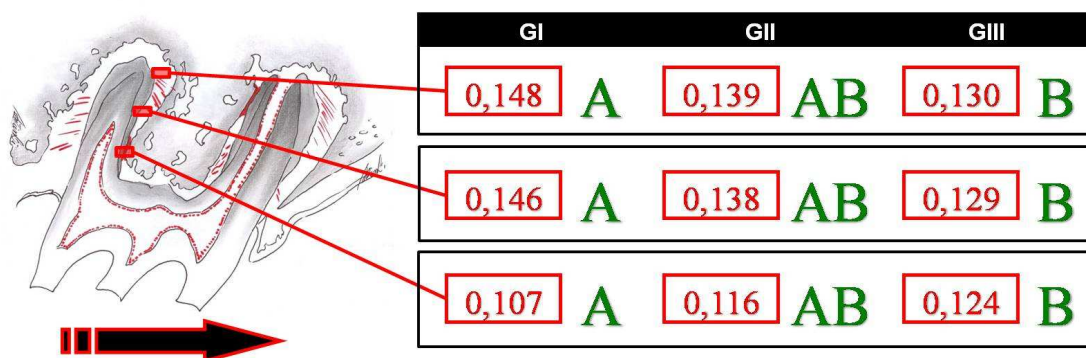 GI GII GIII
0,148 A 0,139 AB 0,130 B
0,146 A 0,138 AB 0,129 B
0,107 A 0,116 AB 0,124 B